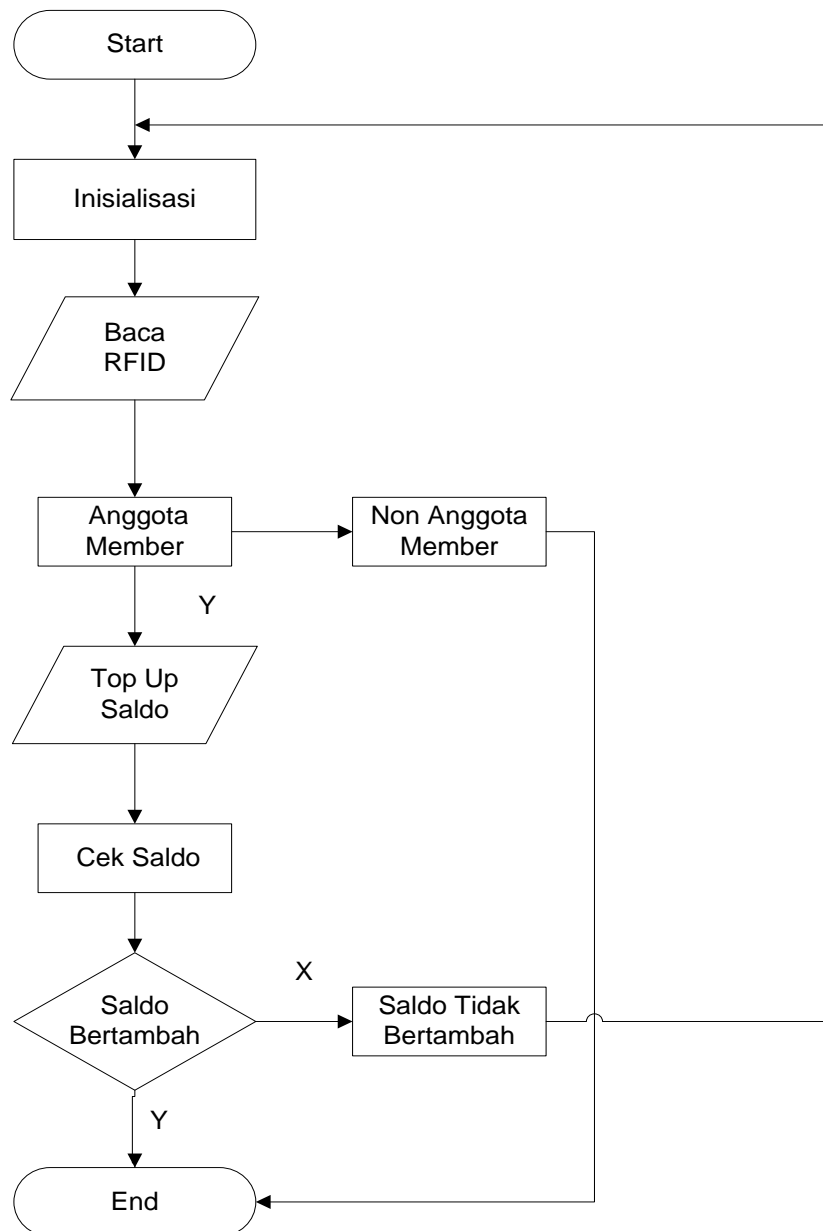 Start
Inisialisasi
Baca
RFID
Anggota
Member
Non Anggota
Member
Y
Top Up
Saldo
Cek Saldo
Saldo
Bertambah
X
Saldo Tidak
Bertambah
Y
End